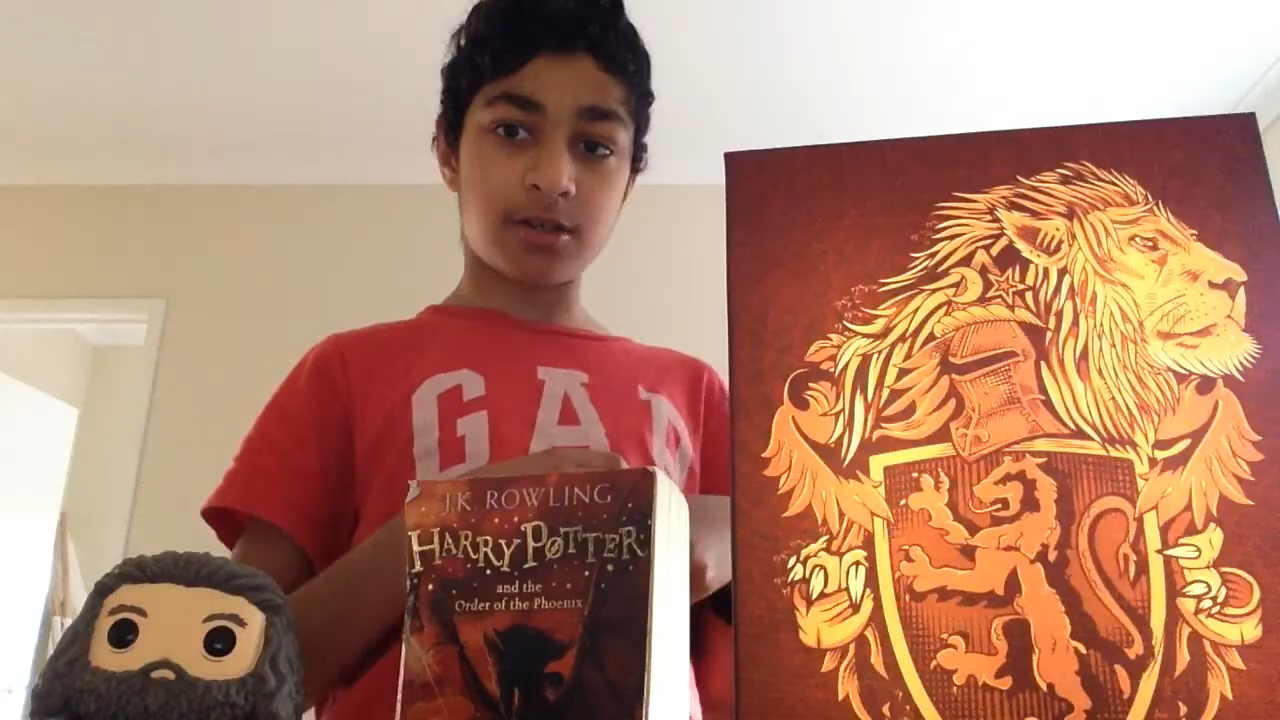 GAP
J.K. ROWLING
HARRY POTTER
and the
Order of the Phoenix